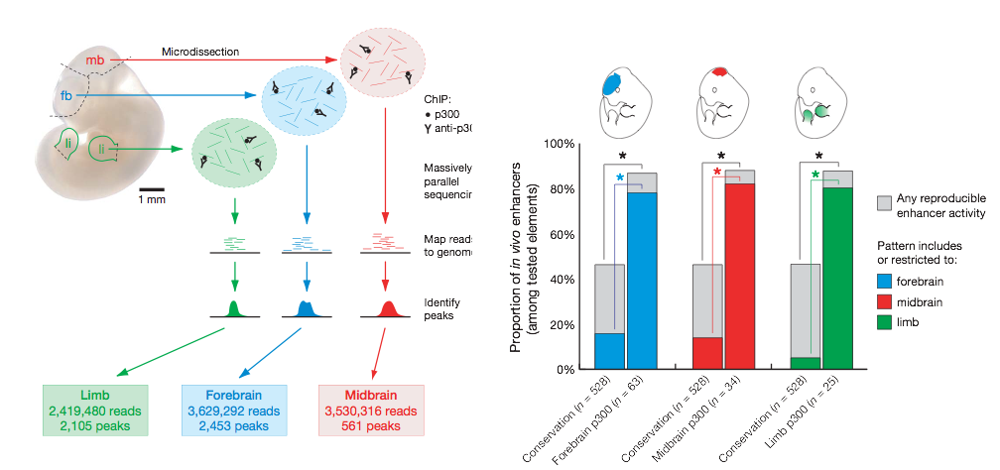 mb
Microdissection
fb
li
li
1 mm
ChIP:
• p300
Y anti-p30
Massively
parallel
sequencin
Map reads
to genom
Identify
peaks
Limb
2,419,480 reads
2,105 peaks
Forebrain
3,629,292 reads
2,453 peaks
Midbrain
3,530,316 reads
561 peaks
Proportion of in vivo enhancers
(among tested elements)
100%
80%
60%
40%
20%
0%
*
*
*
*
*
*
Conservation (n = 528)
Forebrain p300 (n = 63)
Conservation (n = 528)
Midbrain p300 (n = 34)
Conservation (n = 528)
Limb p300 (n = 25)
Any reproducible
enhancer activity
Pattern includes
or restricted to:
forebrain
midbrain
limb